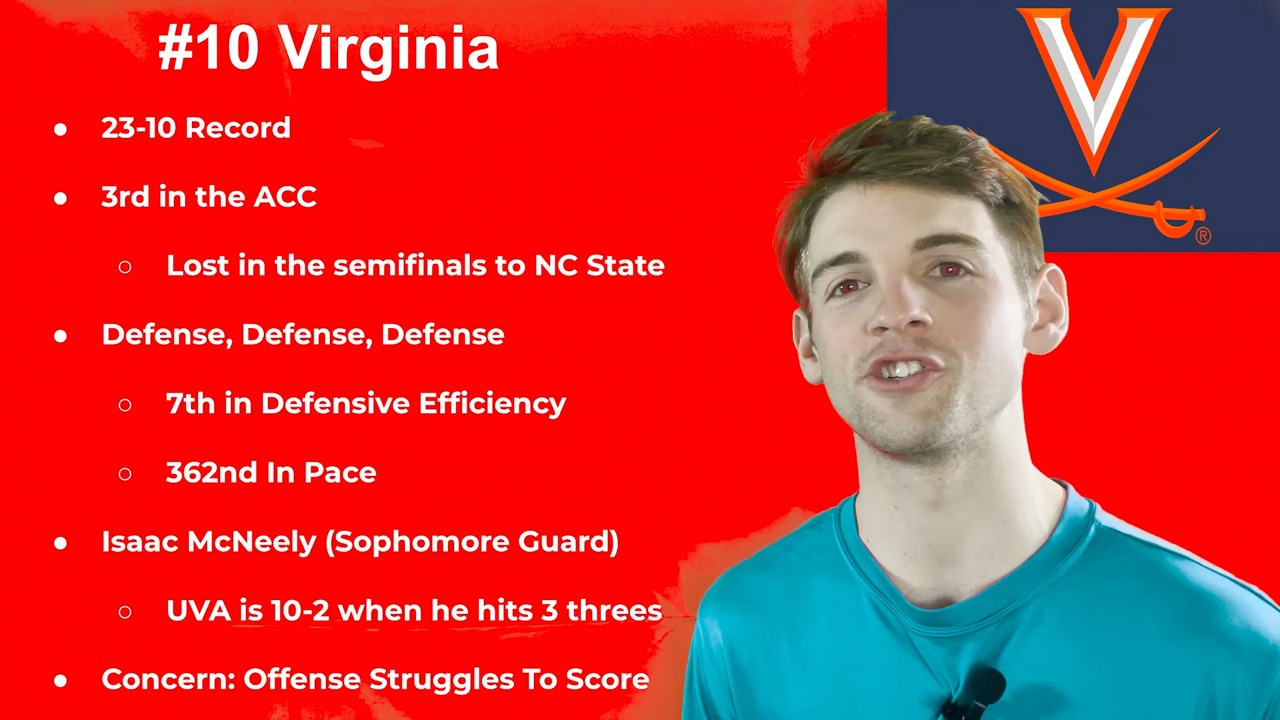 #10 Virginia
● 23-10 Record
● 3rd in the ACC
○ Lost in the semifinals to NC State
● Defense, Defense, Defense
○ 7th in Defensive Efficiency
○ 362nd In Pace
● Isaac McNeely (Sophomore Guard)
○ UVA is 10-2 when he hits 3 threes
● Concern: Offense Struggles To Score
V
®